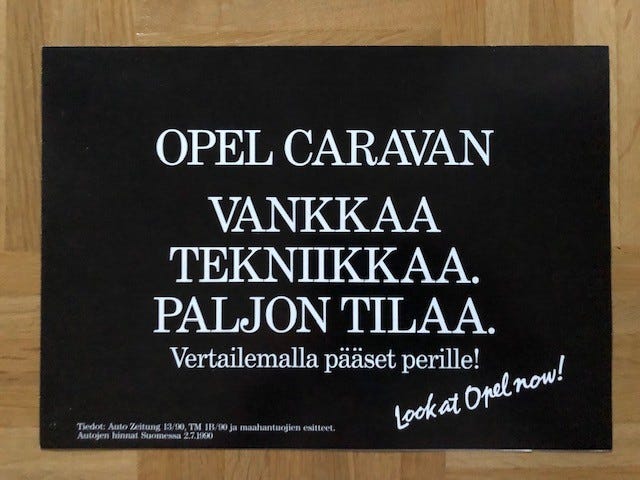 OPEL CARAVAN
VANKKAA
TEKNIIKKAA.
PALJON TILAA.
Vertailemalla pääset perille!
Look at Opel now!
Tiedot: Auto Zeitung 13/90, TM 1B/90 ja maahantuojien esitteet.
Autojen hinnat Suomessa 2.7.1990